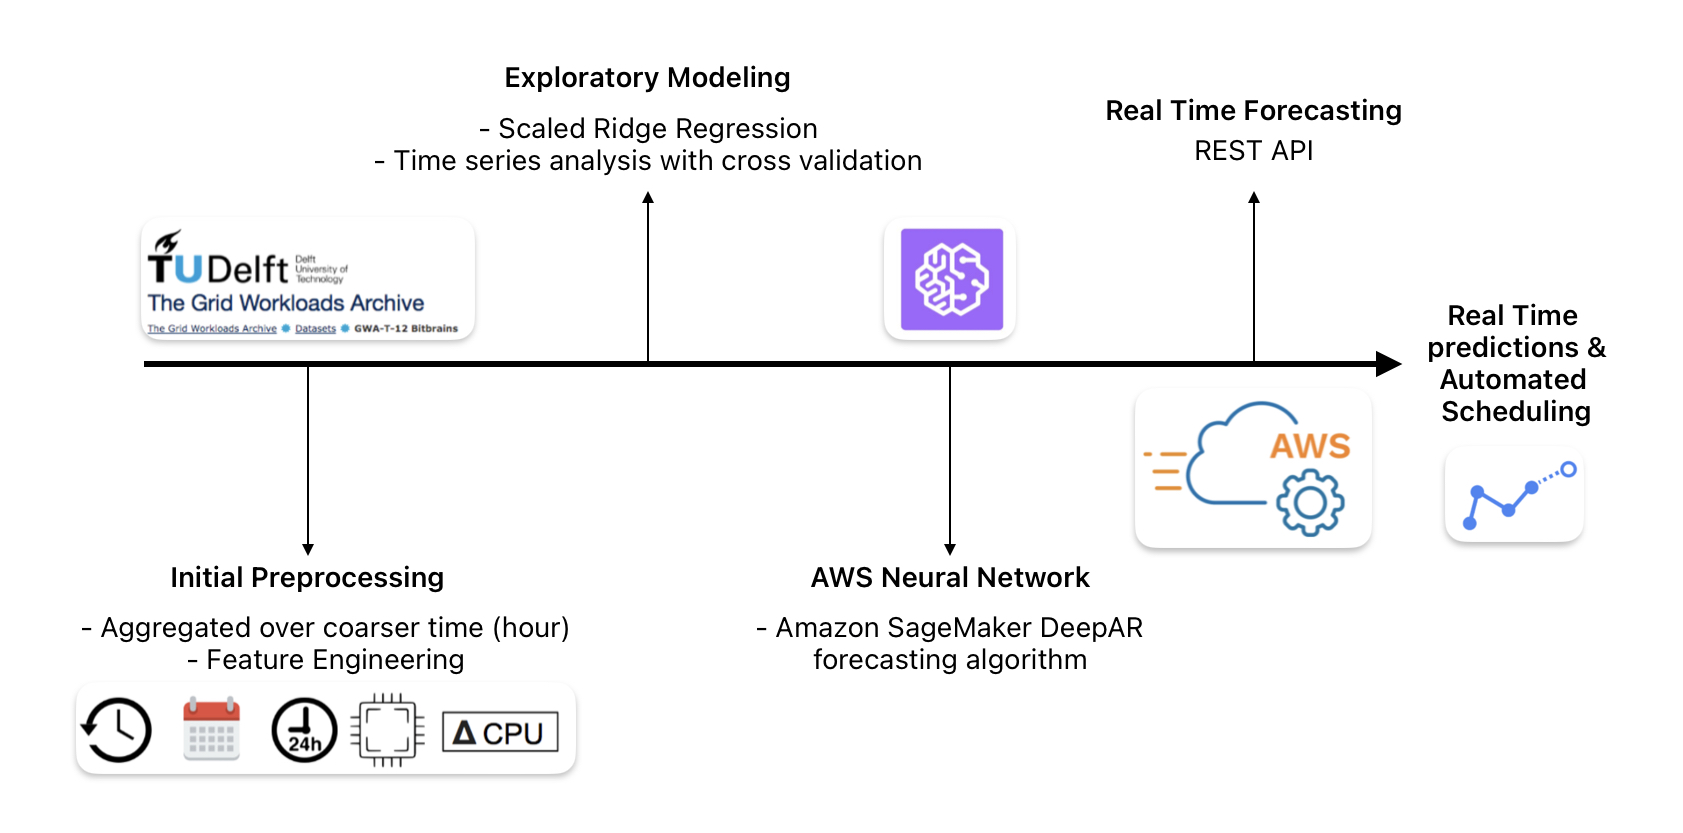 Exploratory Modeling
- Scaled Ridge Regression
- Time series analysis with cross validation
Real Time Forecasting
REST API
TUDelft
Delft
University of
Technology
The Grid Workloads Archive
The Grid Workloads Archive Datasets GWA-T-12 Bitbrains
Real Time
predictions &
Automated
Scheduling
AWS
Initial Preprocessing
- Aggregated over coarser time (hour)
- Feature Engineering
24h
Δ CPU
AWS Neural Network
- Amazon SageMaker DeepAR
forecasting algorithm